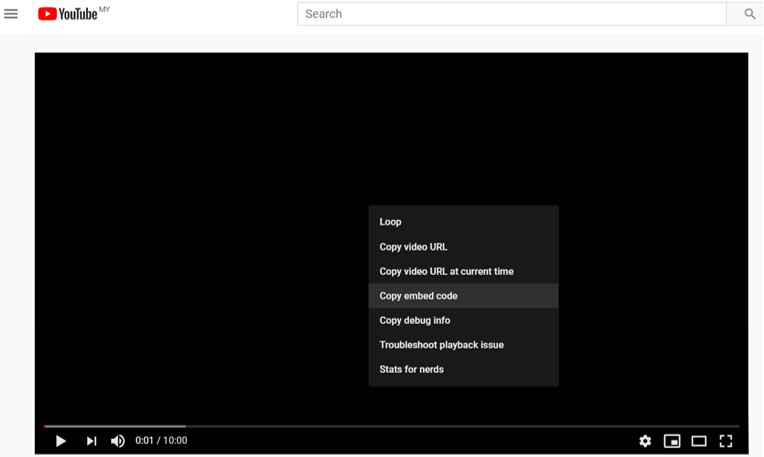 YouTube MY
Search
Loop
Copy video URL
Copy video URL at current time
Copy embed code
Copy debug info
Troubleshoot playback issue
Stats for nerds
0:01 / 10:00